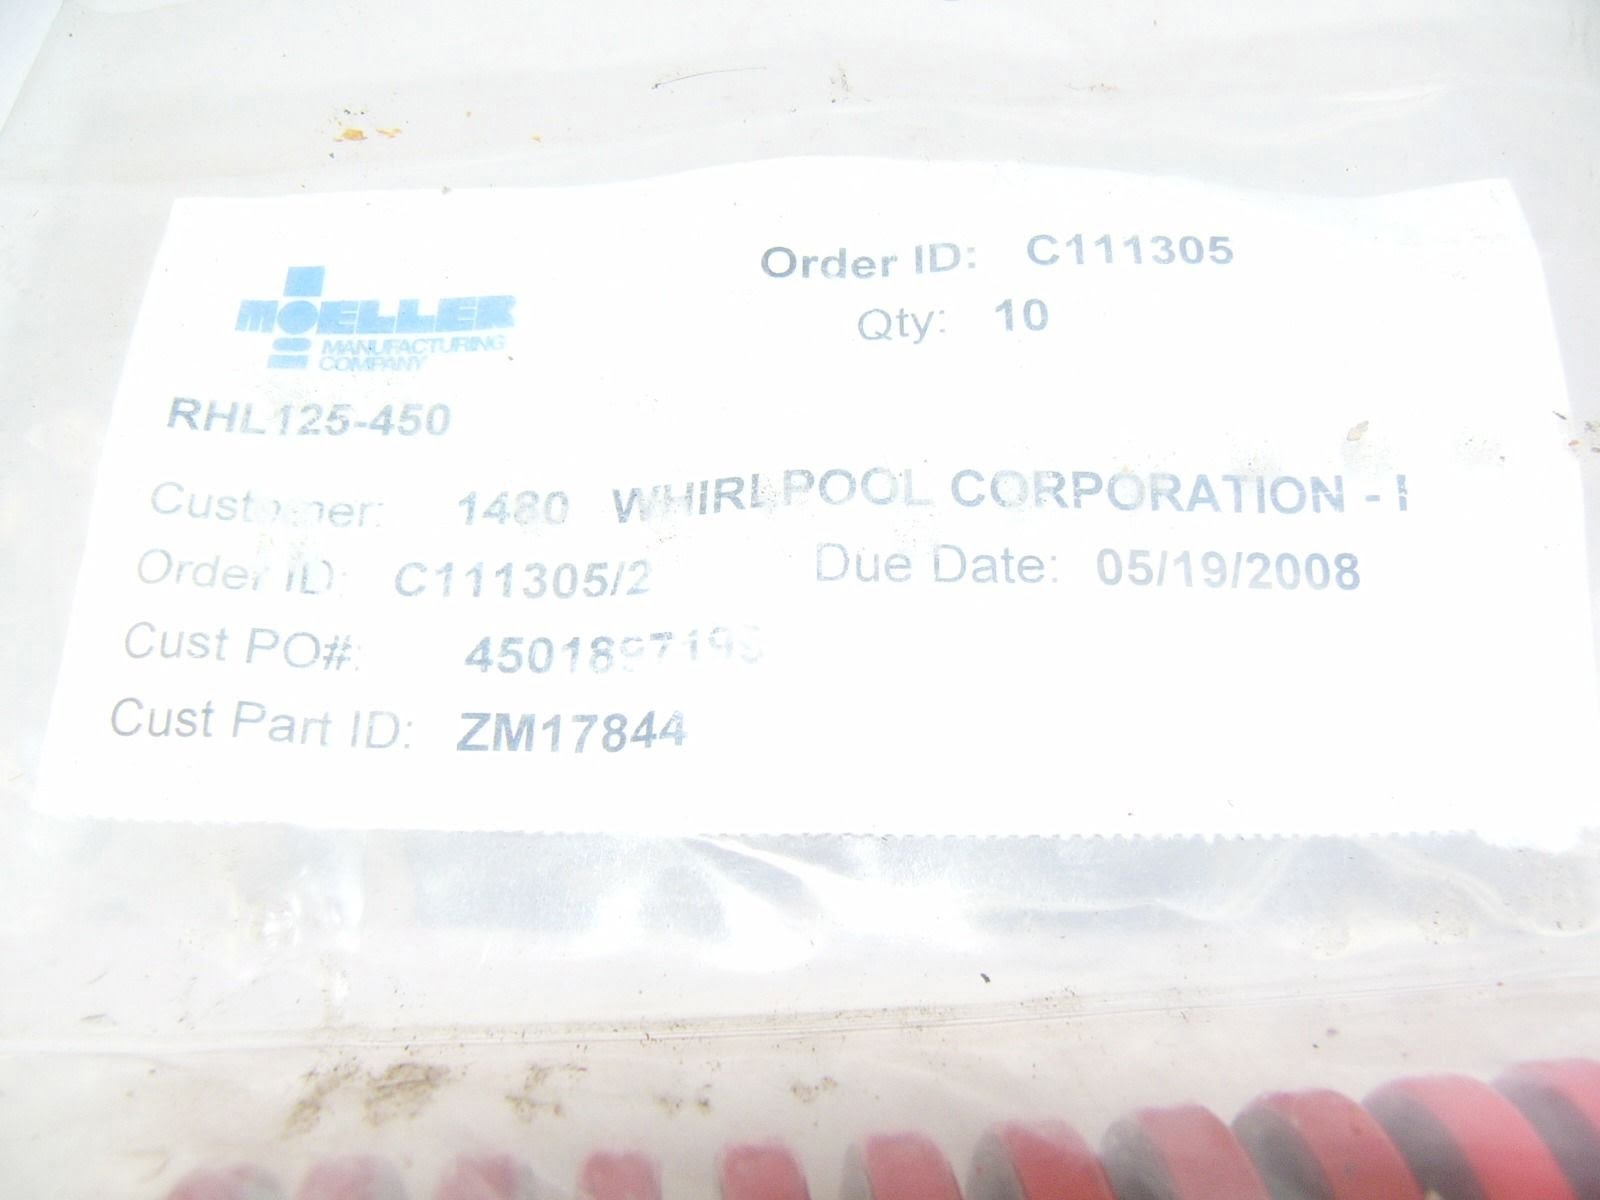 Order ID: C111305
Qty: 10
MOELLER
MANUFACTURING
COMPANY
RHL125-450
Customer: 1480 WHIRLPOOL CORPORATION -
Order ID: C111305/2
Due Date: 05/19/2008
Cust PO#:
Cust Part ID: ZM17844